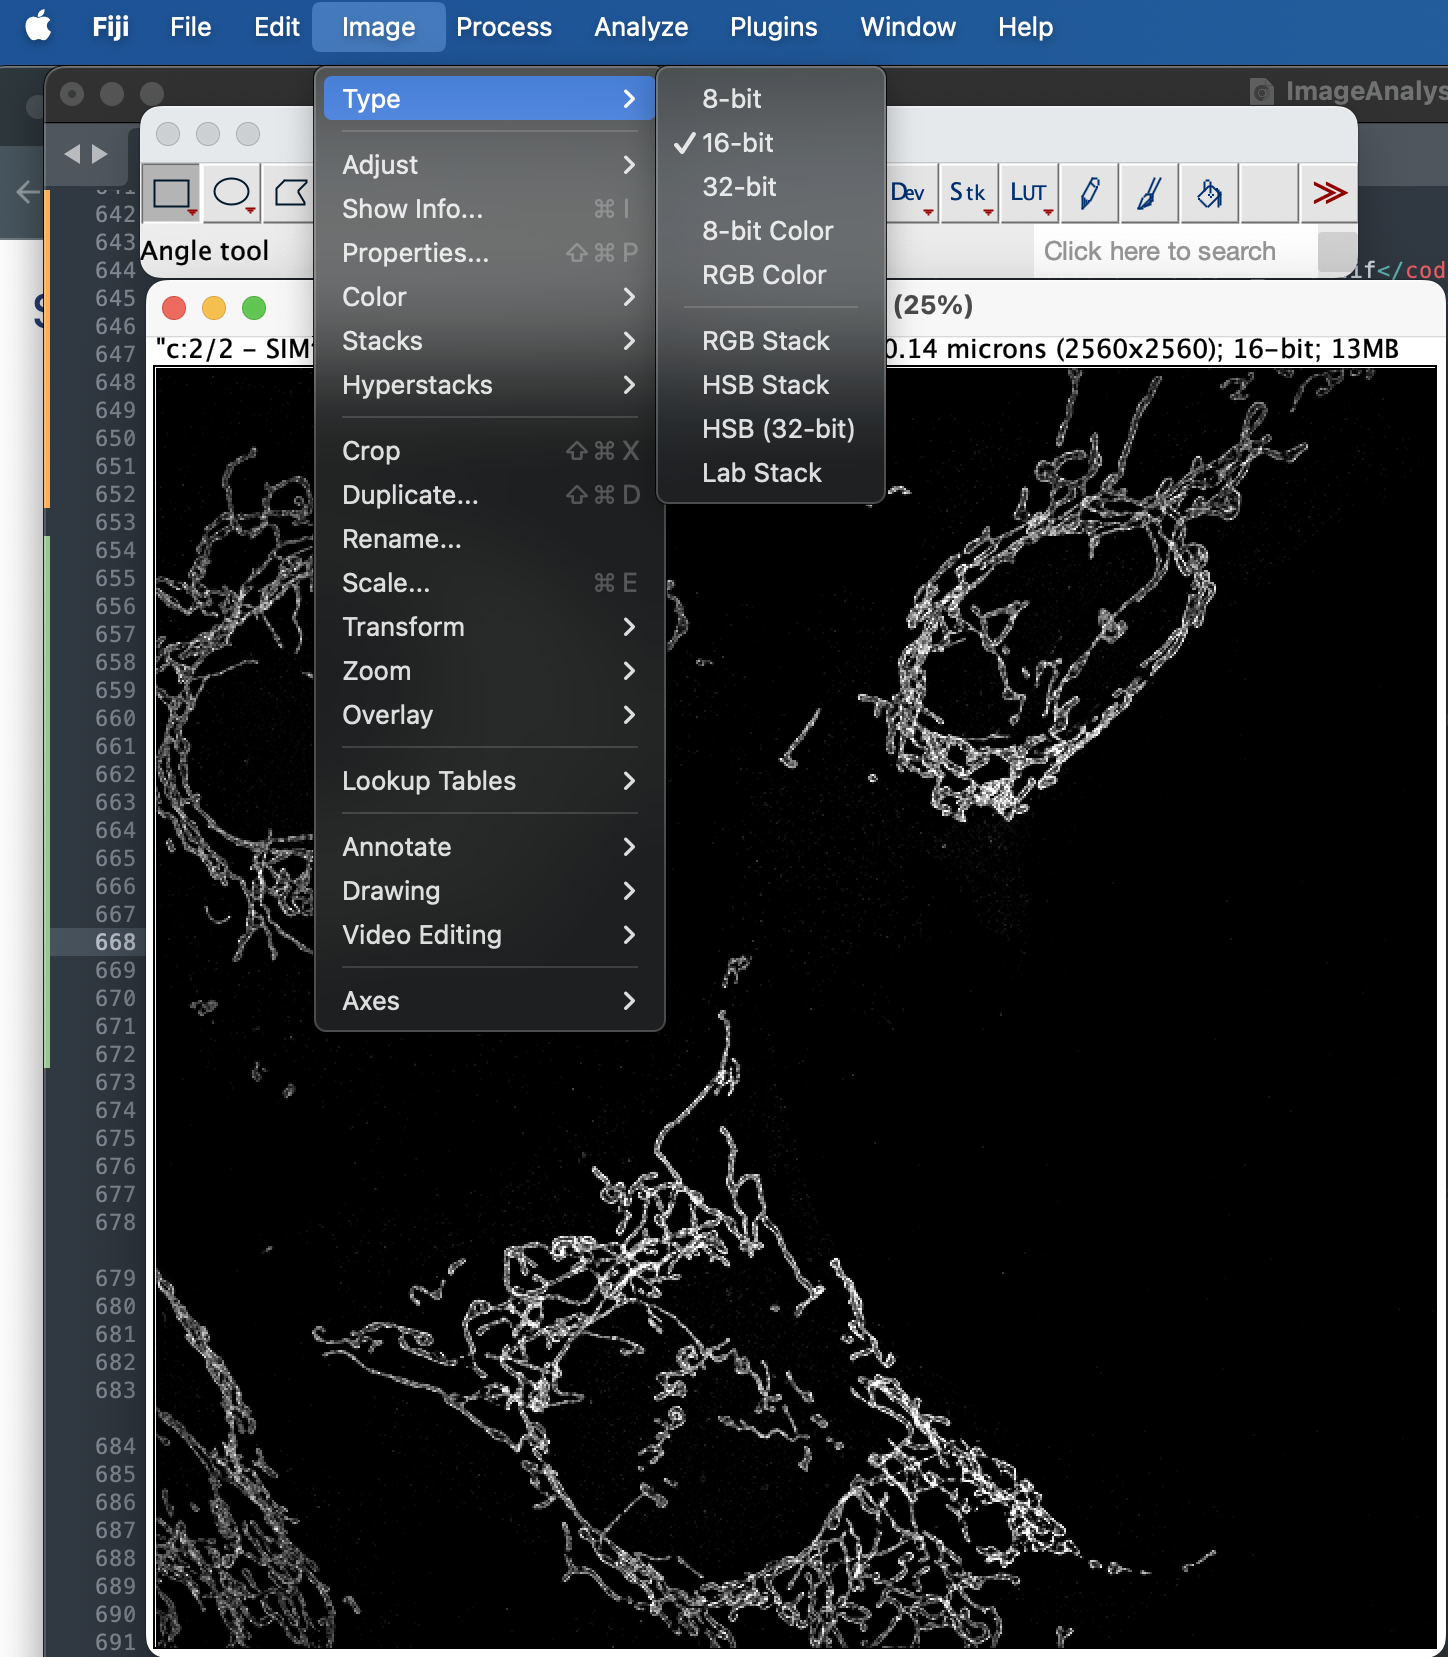 Fiji File Edit Image Process Analyze Plugins Window Help
ImageAnalys
Type
Adjust
Show Info... ⌘ I
Properties... ⇧ ⌘ P
Color
Stacks
Hyperstacks
Crop ⇧ ⌘ X
Duplicate... ⇧ ⌘ D
Rename...
Scale... ⌘ E
Transform
Zoom
Overlay
Lookup Tables
Annotate
Drawing
Video Editing
Axes
8-bit
✓ 16-bit
32-bit
8-bit Color
RGB Color
RGB Stack
HSB Stack
HSB (32-bit)
Lab Stack
Dev Stk LUT
Angle tool
Click here to search
if</cod
(25%)
"c:2/2 - SIM
0.14 microns (2560x2560); 16-bit; 13MB
641
642
643
644
645
646
647
648
649
650
651
652
653
654
655
656
657
658
659
660
661
662
663
664
665
666
667
668
669
670
671
672
673
674
675
676
677
678
679
680
681
682
683
684
685
686
687
688
689
690
691